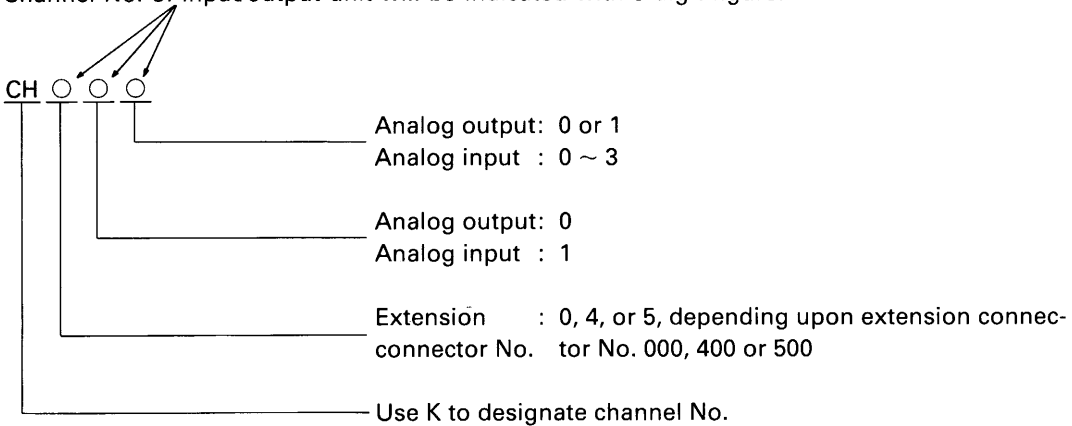 CH ○ ○ ○
Analog output: 0 or 1
Analog input : 0 ~ 3
Analog output: 0
Analog input : 1
Extension : 0, 4, or 5, depending upon extension connec-
connector No. tor No. 000, 400 or 500
Use K to designate channel No.